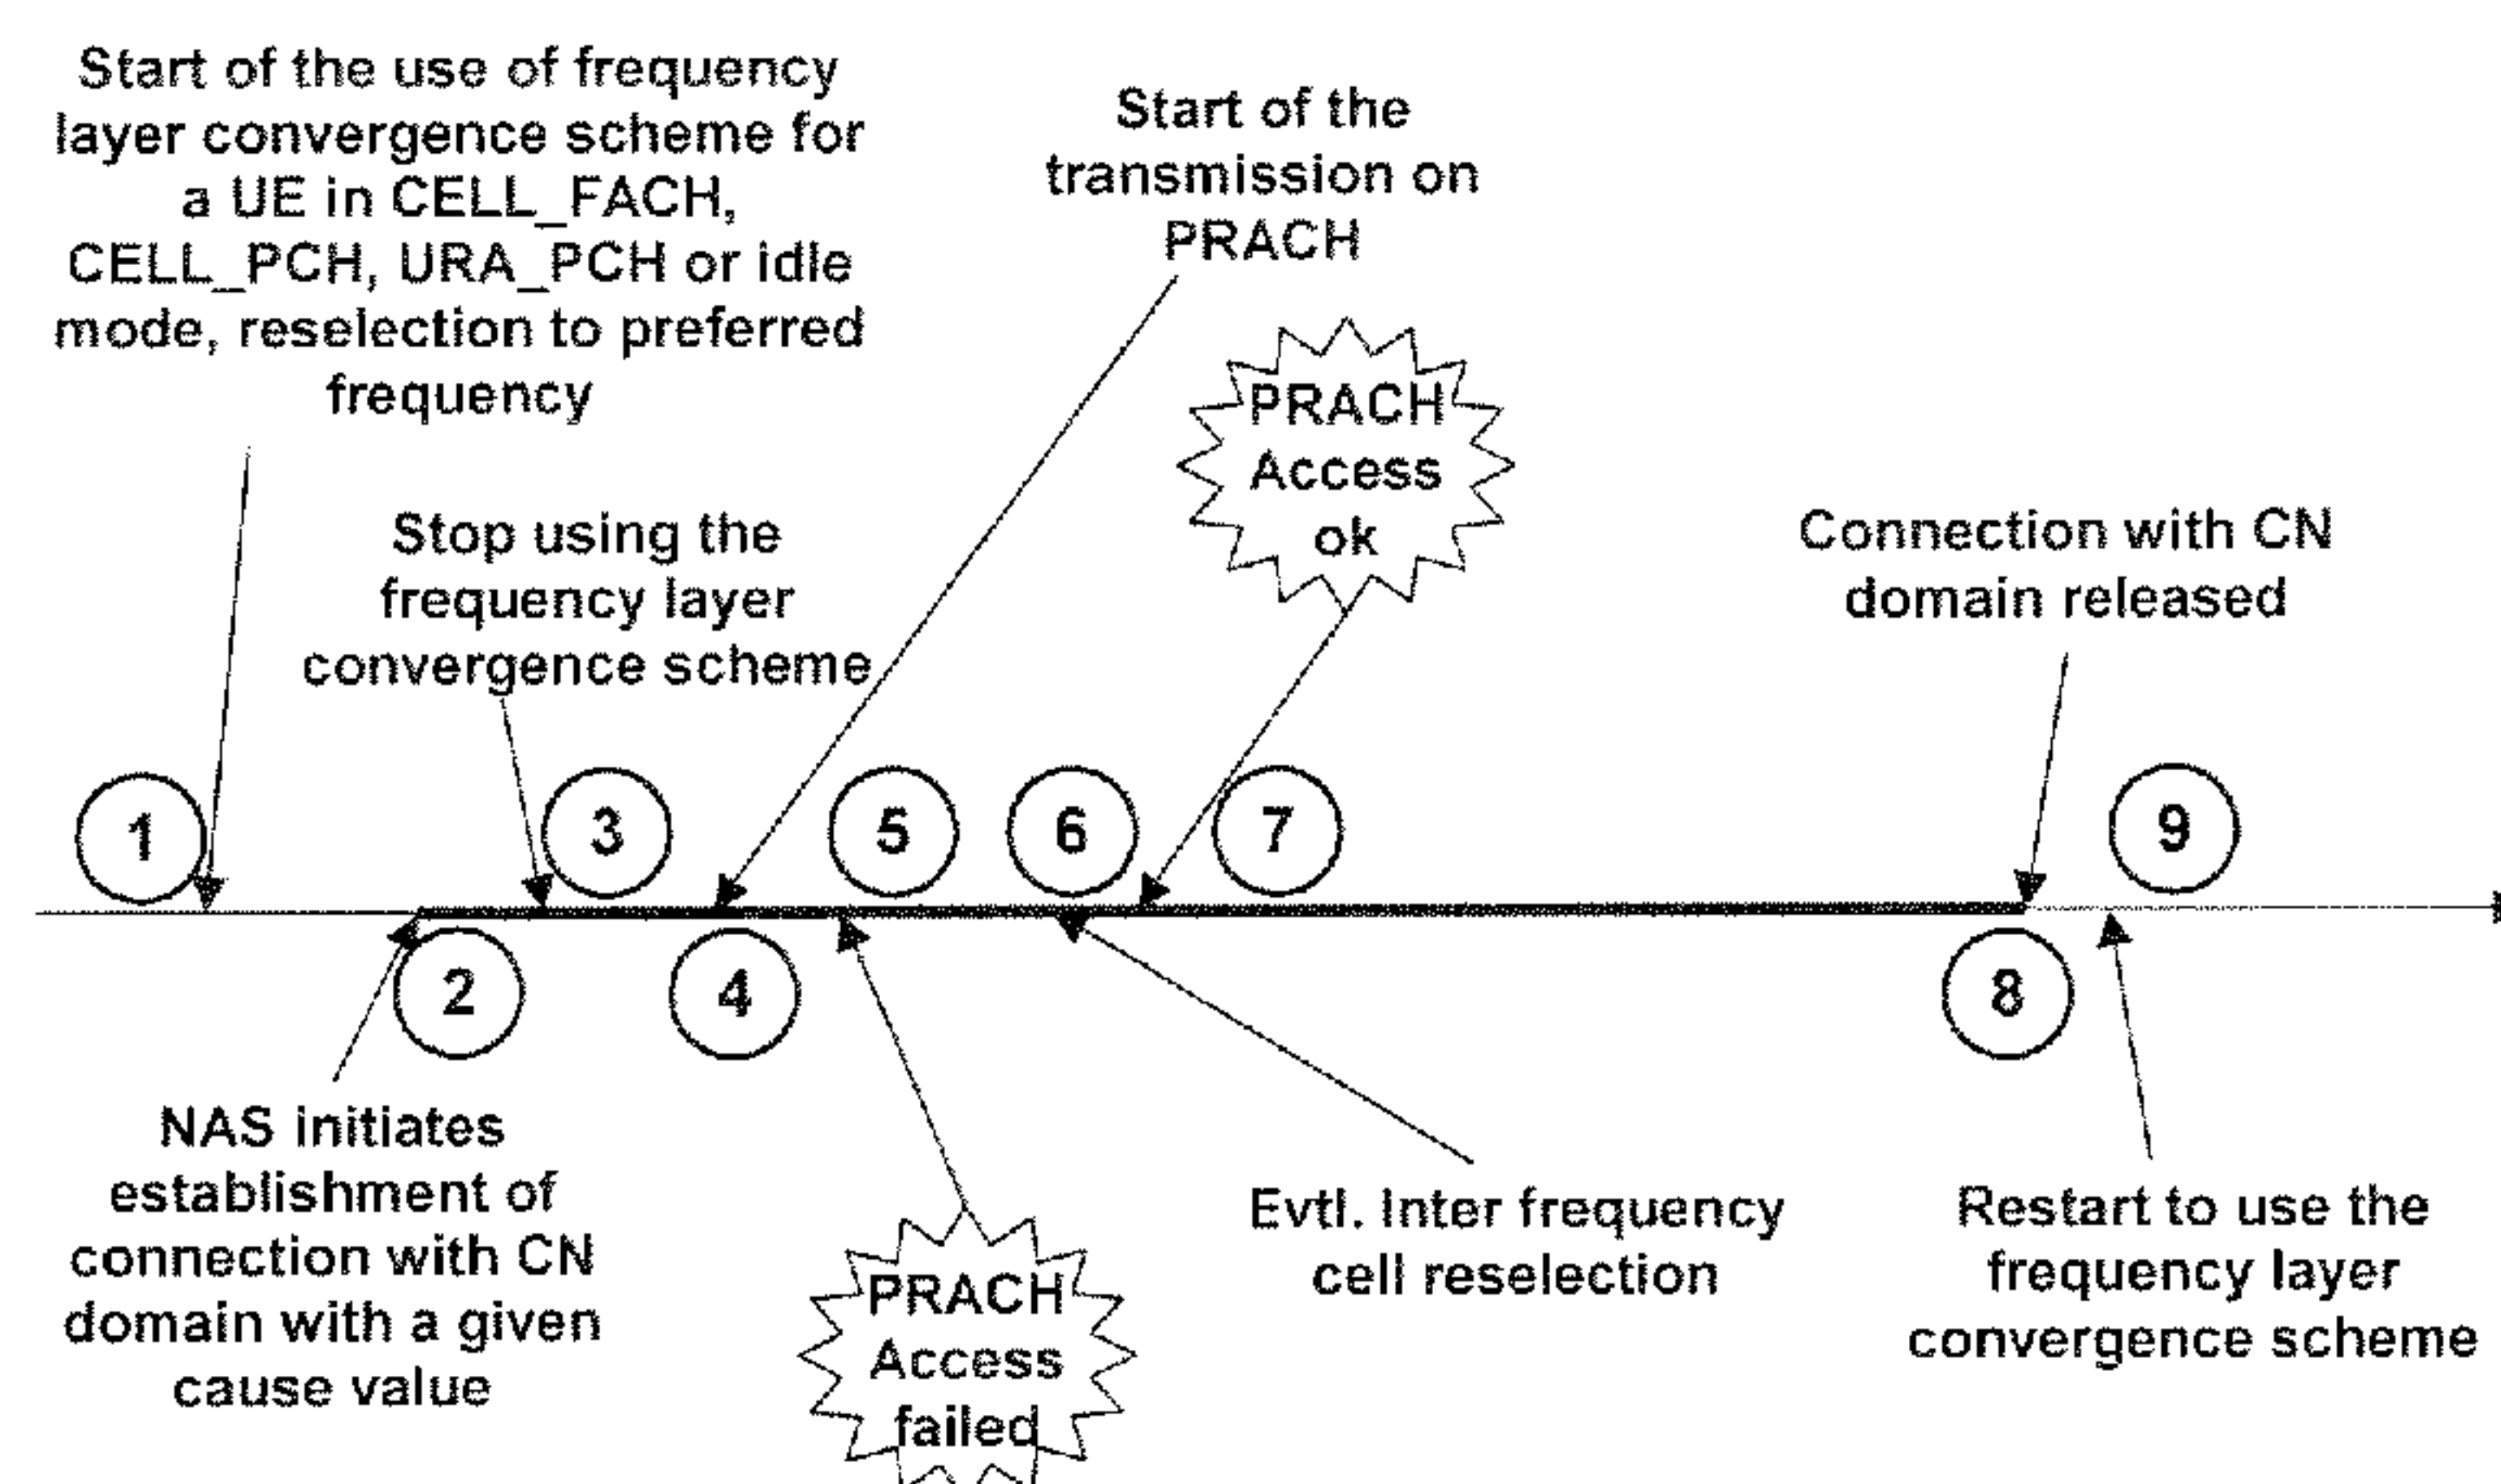 Start of the use of frequency
layer convergence scheme for
a UE in CELL_FACH,
CELL_PCH, URA_PCH or idle
mode, reselection to preferred
frequency
Start of the
transmission on
PRACH
PRACH
Access
ok
Stop using the
frequency layer
convergence scheme
Connection with CN
domain released
1
3
5
6
7
9
2
4
8
NAS initiates
establishment of
connection with CN
domain with a given
cause value
PRACH
Access
failed
Evtl. Inter frequency
cell reselection
Restart to use the
frequency layer
convergence scheme